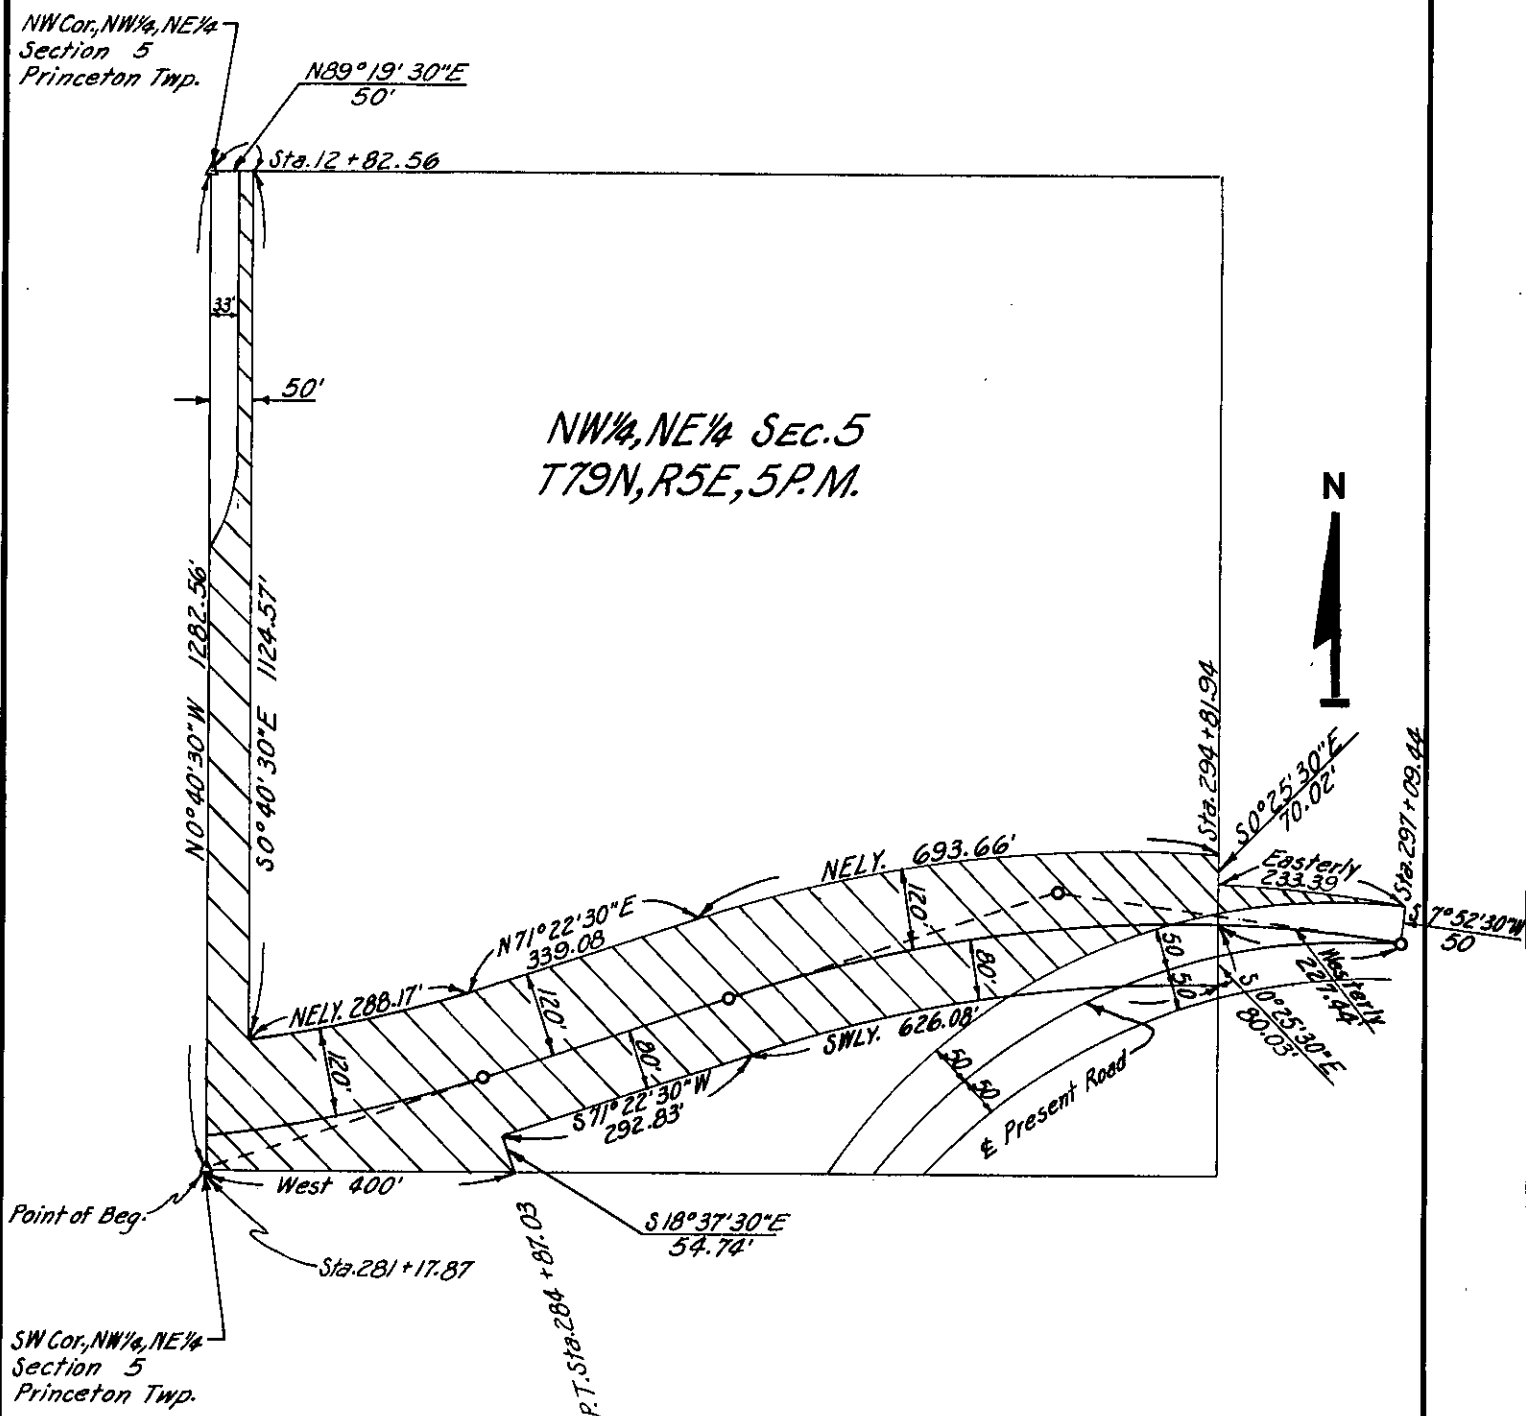 NW Cor., NW¼, NE¼
Section 5
Princeton Twp.
N89°19'30"E
50'
Sta. 12+82.56
33'
50'
NW¼, NE¼ SEC. 5
T79N, R5E, 5P.M.
N
N0°40'30"W 1282.56'
S0°40'30"E 1124.57'
Sta. 294+81.94
S0°25'30"E
70.02'
Sta. 297+09.44
Easterly
233.39
S 7°52'30"W
50
NELY. 693.66'
120'
N71°22'30"E
339.08
NELY. 288.17'
120'
120'
80'
80'
50
50
Westerly
227.44'
S 0°25'30"E
80.03'
SWLY. 626.08'
S71°22'30"W
292.83'
50
50
℄ Present Road
West 400'
Point of Beg.
S18°37'30"E
54.74'
Sta. 281+17.87
P.T. Sta. 284+87.03
SW Cor., NW¼, NE¼
Section 5
Princeton Twp.